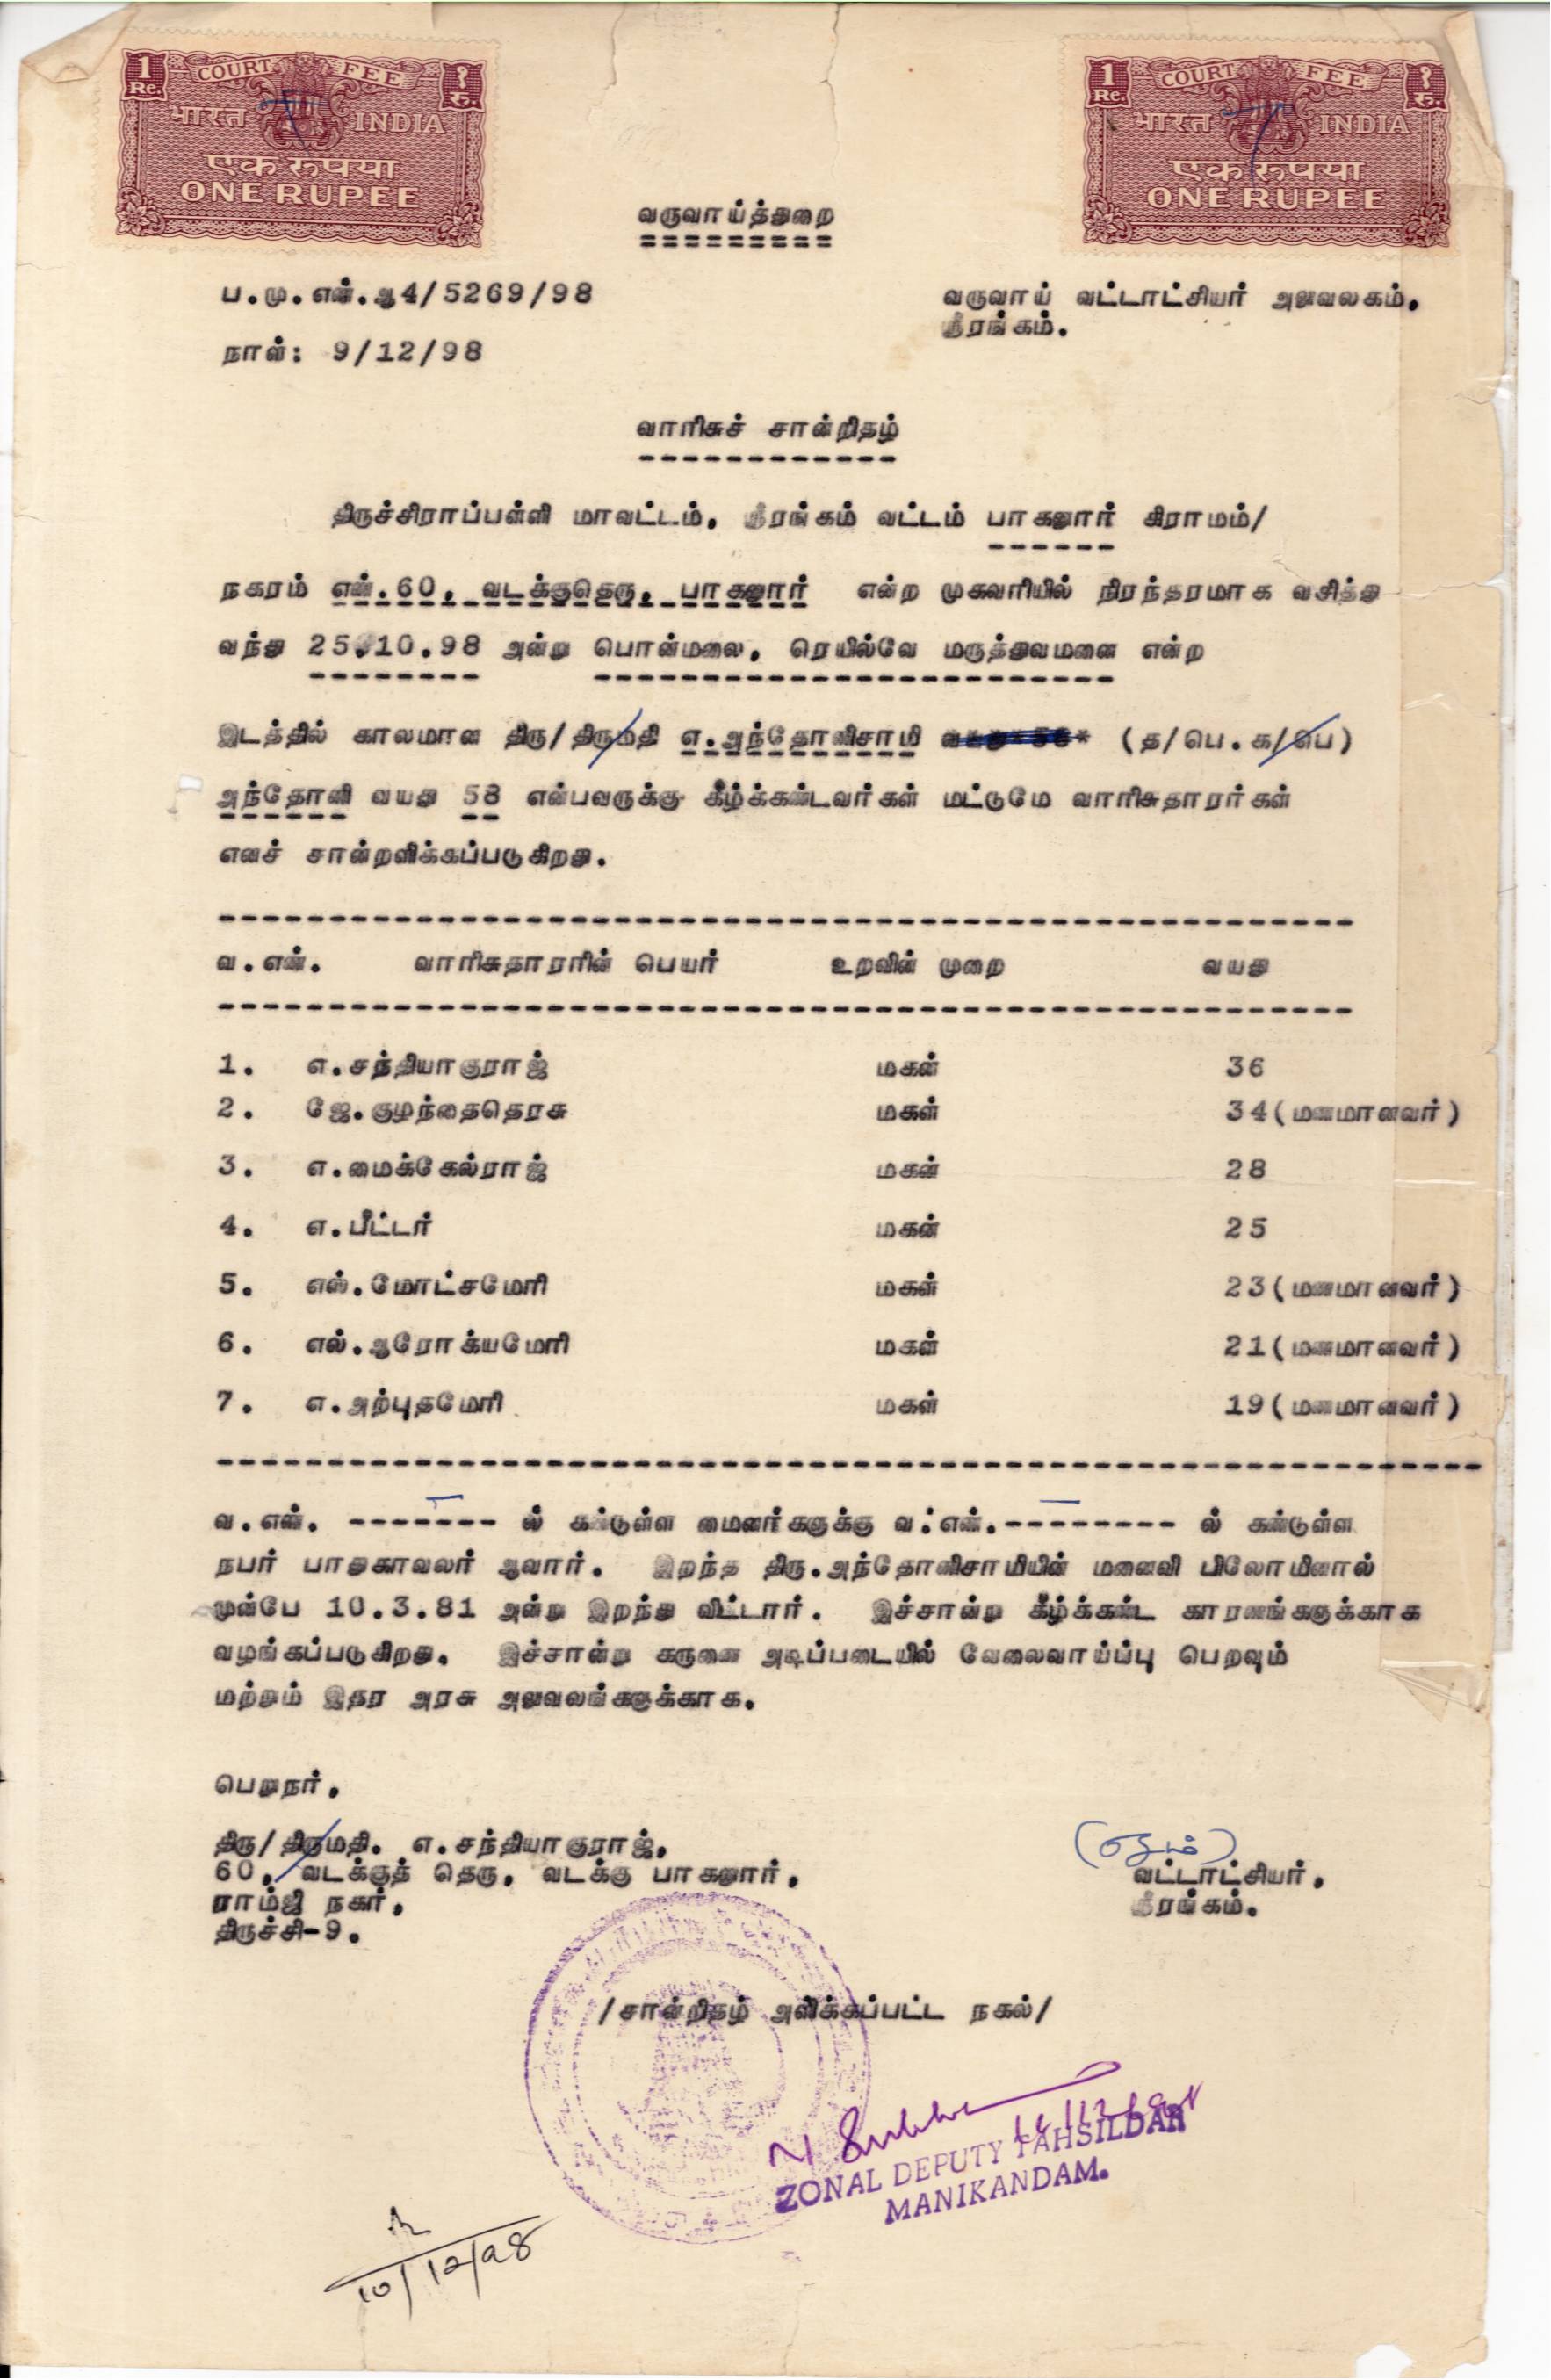 1 Re. COURT FEE १ रु.
भारत INDIA
एक रुपया
ONE RUPEE
1 Re. COURT FEE १ रु.
भारत INDIA
एक रुपया
ONE RUPEE
வருவாய்த்துறை
=========
ப.மு.எண்.ஆ4/5269/98
வருவாய் வட்டாட்சியர் அலுவலகம்,
ஸ்ரீரங்கம்.
நாள்: 9/12/98
வாரிசுச் சான்றிதழ்
------------
திருச்சிராப்பள்ளி மாவட்டம், ஸ்ரீரங்கம் வட்டம் பாகனூர் கிராமம்/
நகரம் எண்.60, வடக்குதெரு, பாகனூர் என்ற முகவரியில் நிரந்தரமாக வசித்து
வந்து 25.10.98 அன்று பொன்மலை, ரெயில்வே மருத்துவமனை என்ற
இடத்தில் காலமான திரு/திருமதி எ.அந்தோனிசாமி (த/பெ.க/பெ)
அந்தோனி வயது 58 என்பவருக்கு கீழ்க்கண்டவர்கள் மட்டுமே வாரிசுதாரர்கள்
எனச் சான்றளிக்கப்படுகிறது.
வ.எண். வாரிசுதாரரின் பெயர் உறவின் முறை வயது
1. எ.சந்தியாகுராஜ் மகன் 36
2. ஜே.குழந்தைதெரசு மகள் 34(மணமானவர்)
3. எ.மைக்கேல்ராஜ் மகன் 28
4. எ.பீட்டர் மகன் 25
5. எஸ்.மோட்சமேரி மகள் 23(மணமானவர்)
6. எல்.ஆரோக்யமேரி மகள் 21(மணமானவர்)
7. எ.அற்புதமேரி மகள் 19(மணமானவர்)
வ.எண். ------- ல் கண்டுள்ள மைனர்களுக்கு வ.எண்.-------- ல் கண்டுள்ள
நபர் பாதுகாவலர் ஆவார். இறந்த திரு.அந்தோனிசாமியின் மனைவி பிலோமினாள்
முன்பே 10.3.81 அன்று இறந்து விட்டார். இச்சான்று கீழ்க்கண்ட காரணங்களுக்காக
வழங்கப்படுகிறது. இச்சான்று கருணை அடிப்படையில் வேலைவாய்ப்பு பெறவும்
மற்றும் இதர அரசு அலுவலங்களுக்காக.
பெறுநர்.
திரு/திருமதி. எ.சந்தியாகுராஜ்,
60, வடக்குத் தெரு, வடக்கு பாகனூர்,
ராம்ஜி நகர்,
திருச்சி-9.
வட்டாட்சியர்,
ஸ்ரீரங்கம்.
/சான்றிதழ் அளிக்கப்பட்ட நகல்/
ZONAL DEPUTY TAHSILDAR
MANIKANDAM.
10/12/98